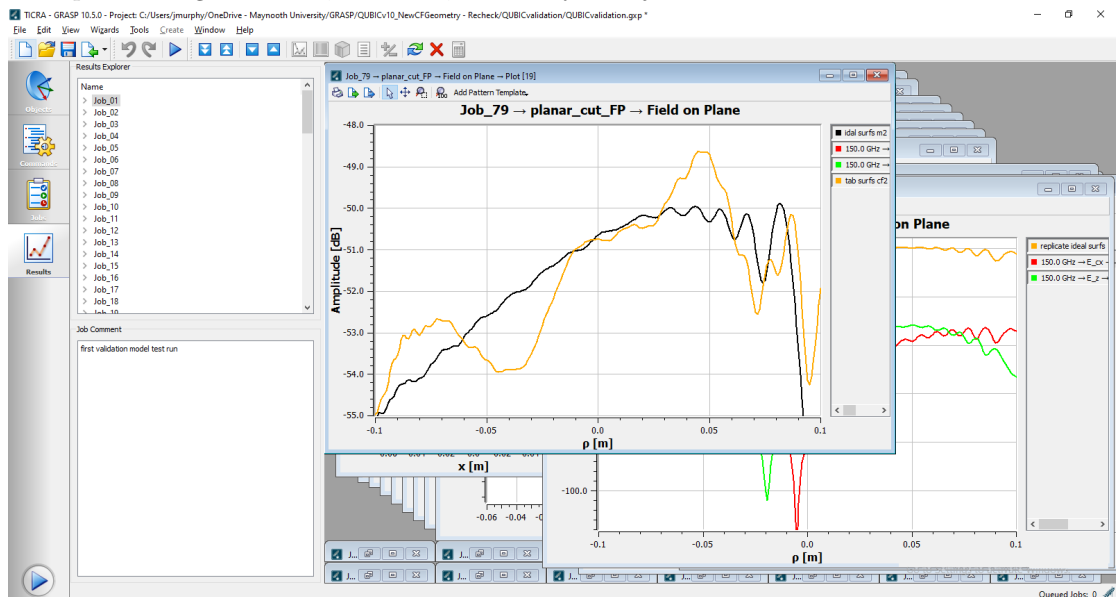 TICRA - GRASP 10.5.0 - Project: C:/Users/jmurphy/OneDrive - Maynooth University/GRASP/QUBICv10_NewCFGeometry - Recheck/QUBICvalidation/QUBICvalidation.gxp *
File Edit View Wizards Tools Create Window Help
Results Explorer
Name
Job_01
Job_02
Job_03
Job_04
Job_05
Job_06
Job_07
Job_08
Job_09
Job_10
Job_11
Job_12
Job_13
Job_14
Job_15
Job_16
Job_17
Job_18
Objects
Commands
Jobs
Results
Job Comment
first validation model test run
Job_79 → planar_cut_FP → Field on Plane → Plot [19]
Add Pattern Template
Job_79 → planar_cut_FP → Field on Plane
-48.0
-49.0
-50.0
-51.0
-52.0
-53.0
-54.0
-55.0
Amplitude [dB]
-0.1 -0.05 0.0 0.05 0.1
ρ [m]
idal surfs m2
150.0 GHz →
150.0 GHz →
tab surfs cf2
x [m]
-0.06 -0.04
on Plane
replicate ideal surfs
150.0 GHz → E_cx →
150.0 GHz → E_z →
-100.0
-0.1 -0.05 0.0 0.05 0.1
ρ [m]
J... J...
J... J... J...
Queued Jobs: 0